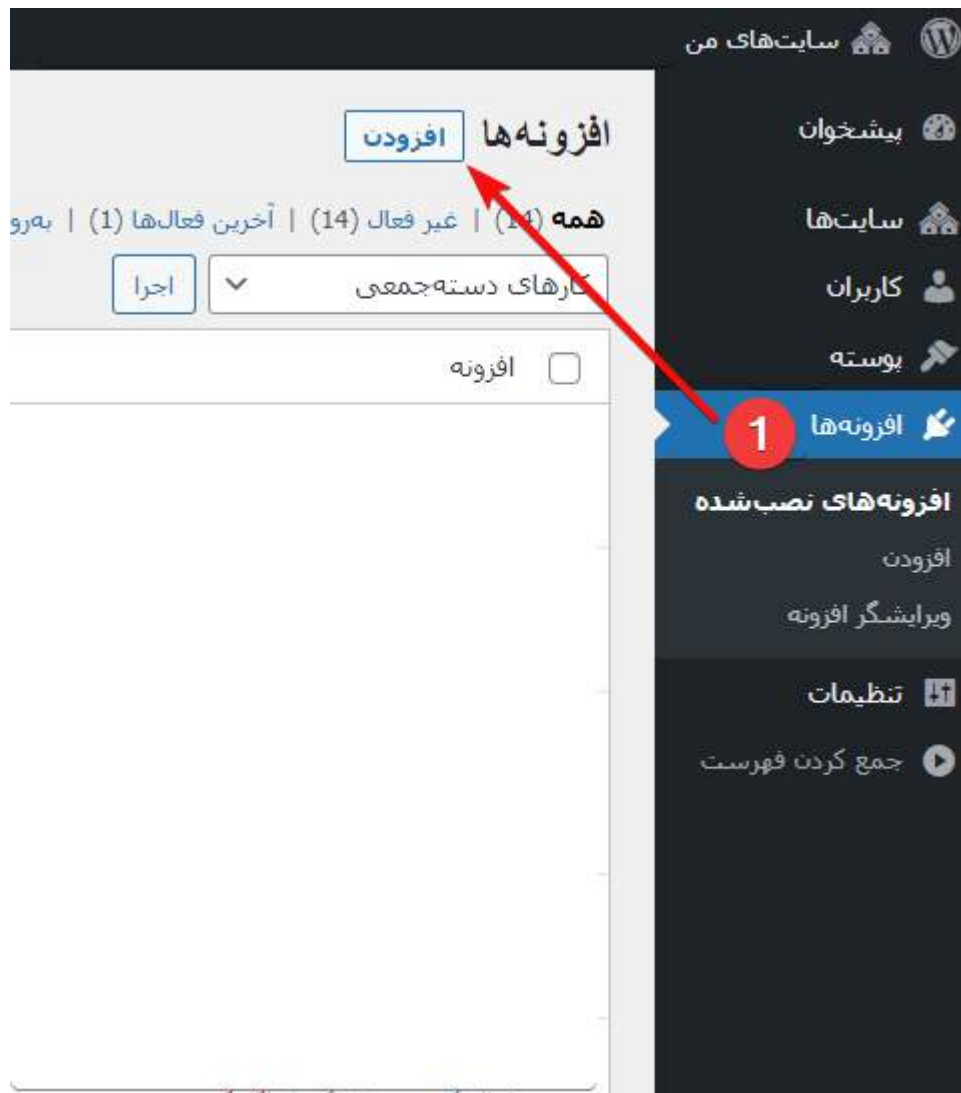 سایت‌های من
پیشخوان
سایت‌ها
کاربران
پوسته
افزونه‌ها
افزونه‌های نصب‌شده
افزودن
ویرایشگر افزونه
تنظیمات
جمع کردن فهرست
افزونه‌ها افزودن
همه (14) | غیر فعال (14) | آخرین فعال‌ها (1) |
کارهای دسته‌جمعی اجرا
افزونه
1